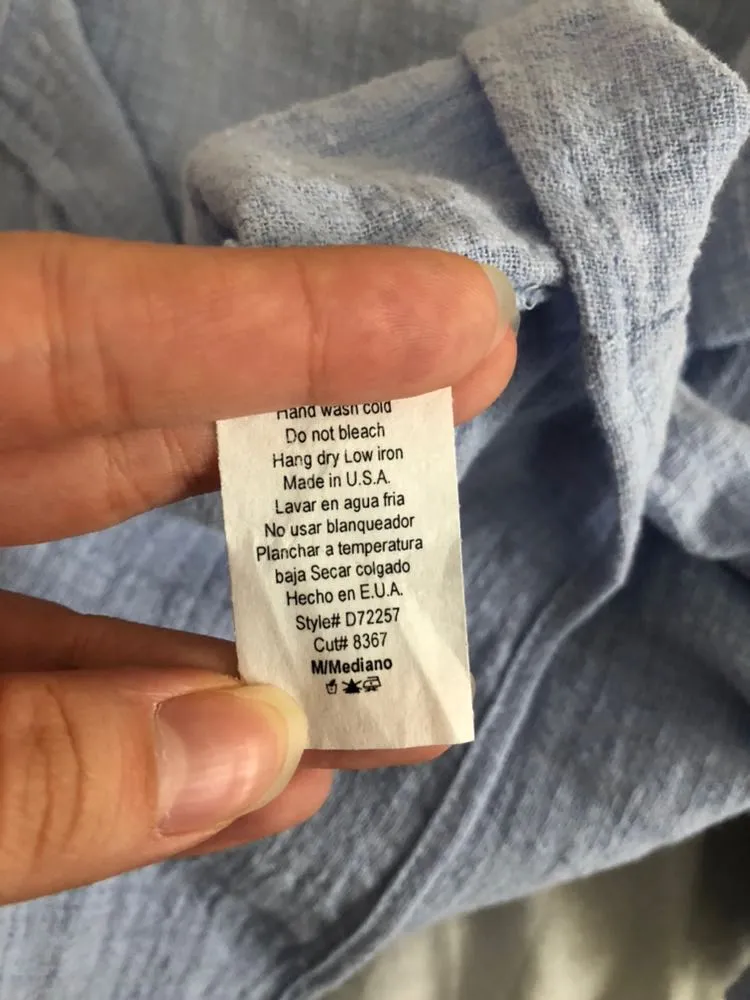 Hand wash cold
Do not bleach
Hang dry Low iron
Made in U.S.A.
Lavar en agua fria
No usar blanqueador
Planchar a temperatura
baja Secar colgado
Hecho en E.U.A.
Style# D72257
Cut# 8367
M/Mediano